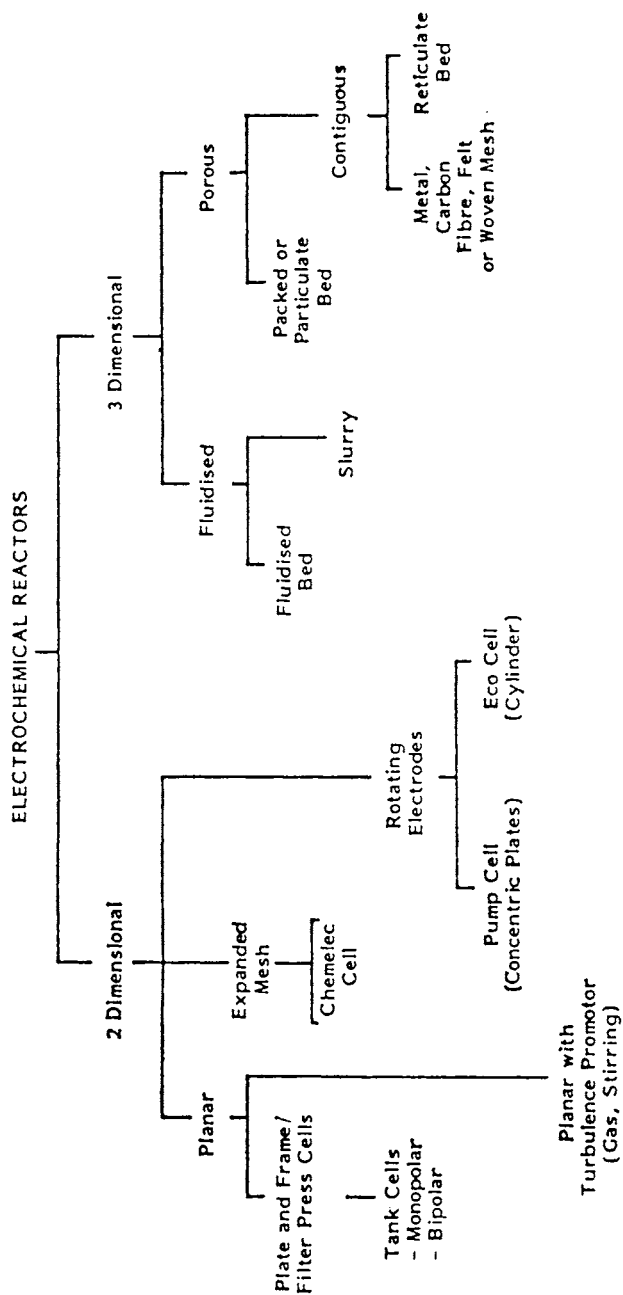 ELECTROCHEMICAL REACTORS
2 Dimensional
3 Dimensional
Planar
Expanded
Mesh
Rotating
Electrodes
Fluidised
Porous
Plate and Frame/
Filter Press Cells
Tank Cells
- Monopolar
- Bipolar
Planar with
Turbulence Promotor
(Gas, Stirring)
Chemelec
Cell
Pump Cell
(Concentric Plates)
Eco Cell
(Cylinder)
Fluidised
Bed
Slurry
Packed or
Particulate
Bed
Contiguous
Metal,
Carbon
Fibre, Felt
or Woven Mesh
Reticulate
Bed